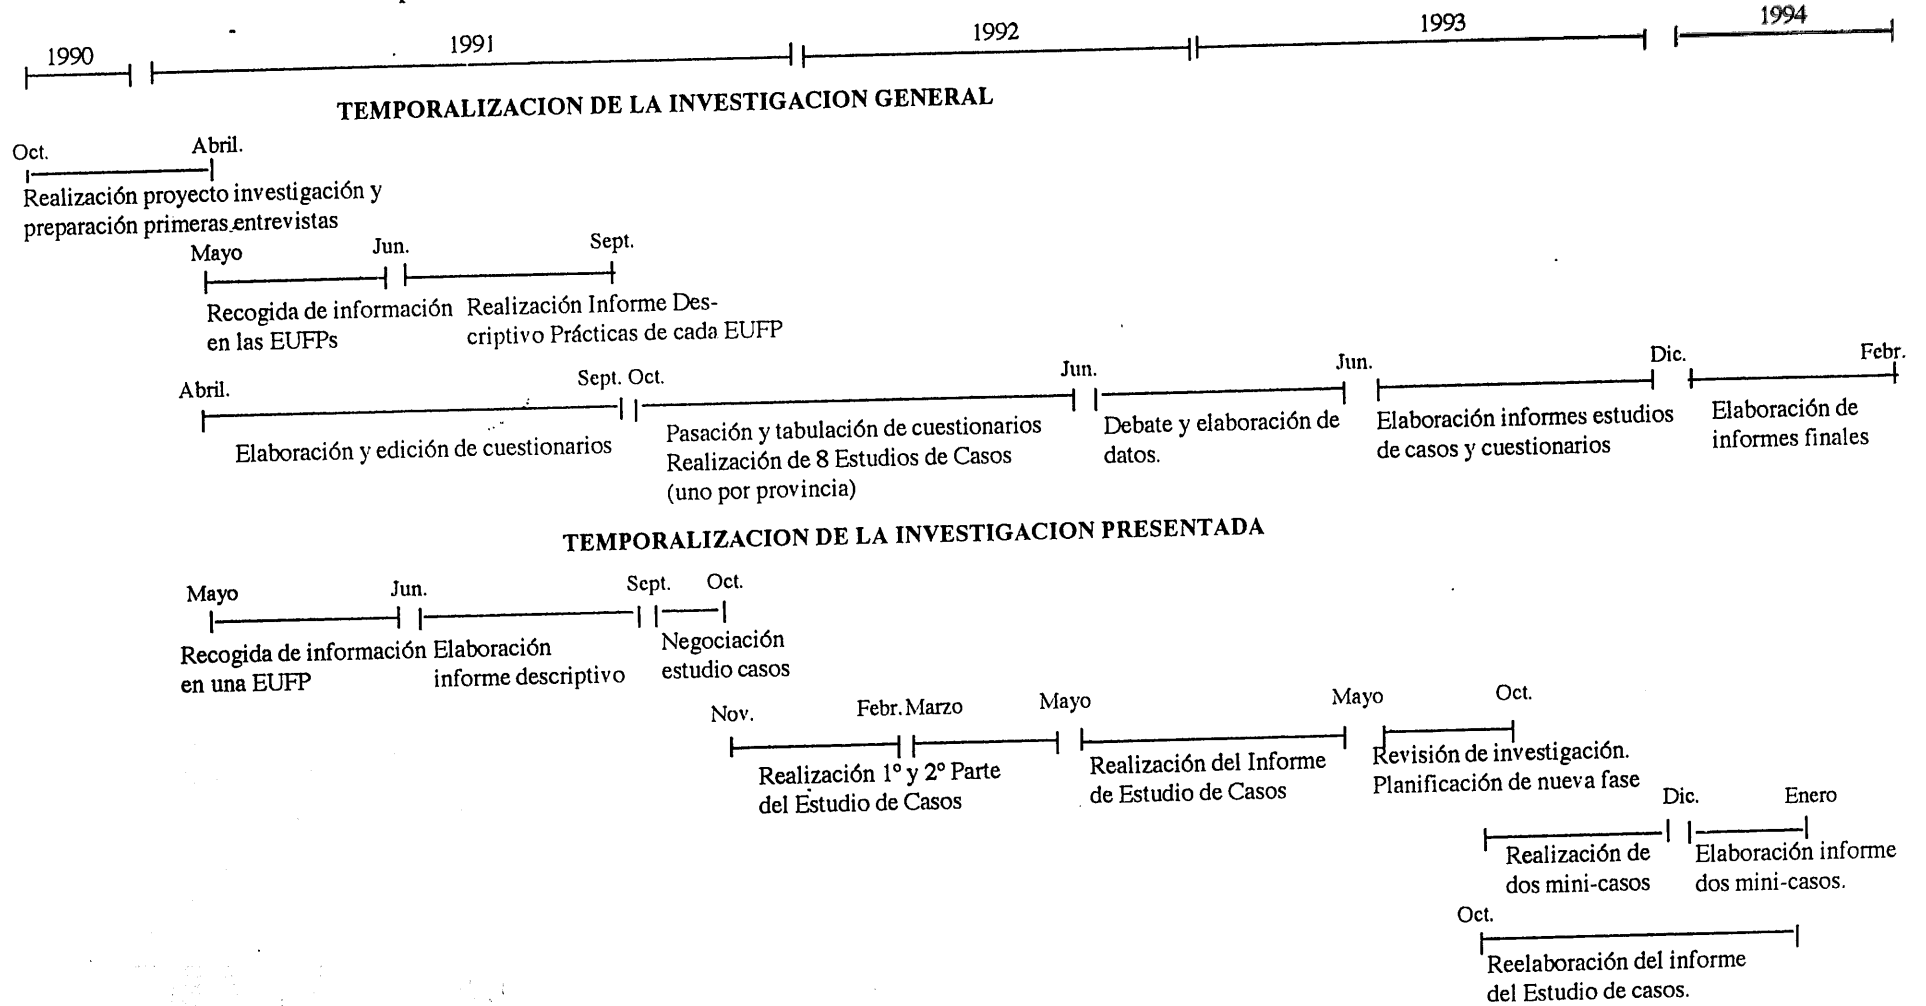 1990
1991
1992
1993
1994
TEMPORALIZACION DE LA INVESTIGACION GENERAL
Oct.
Abril.
Realización proyecto investigación y
preparación primeras entrevistas
Mayo
Jun.
Sept.
Recogida de información
en las EUFPs
Realización Informe Des-
criptivo Prácticas de cada EUFP
Abril.
Sept. Oct.
Jun.
Jun.
Dic.
Febr.
Elaboración y edición de cuestionarios
Pasación y tabulación de cuestionarios
Realización de 8 Estudios de Casos
(uno por provincia)
Debate y elaboración de
datos.
Elaboración informes estudios
de casos y cuestionarios
Elaboración de
informes finales
TEMPORALIZACION DE LA INVESTIGACION PRESENTADA
Mayo
Jun.
Sept.
Oct.
Recogida de información
en una EUFP
Elaboración
informe descriptivo
Negociación
estudio casos
Nov.
Febr. Marzo
Mayo
Mayo
Oct.
Realización 1º y 2º Parte
del Estudio de Casos
Realización del Informe
de Estudio de Casos
Revisión de investigación.
Planificación de nueva fase
Dic.
Enero
Realización de
dos mini-casos
Elaboración informe
dos mini-casos.
Oct.
Reelaboración del informe
del Estudio de casos.